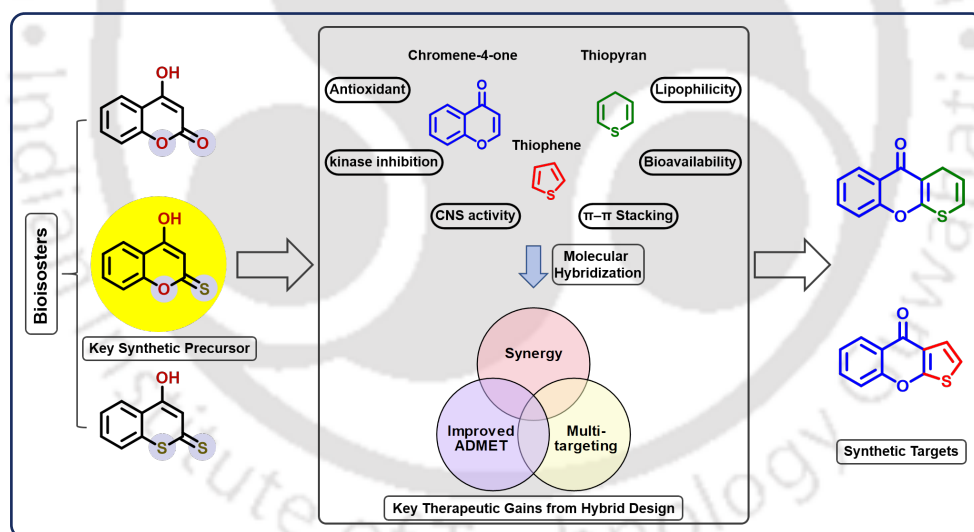 OH
O
O
Bioisosters
OH
O
S
Key Synthetic Precursor
OH
S
S
Chromene-4-one
Thiopyran
Antioxidant
Lipophilicity
O
O
S
Thiophene
kinase inhibition
Bioavailability
S
CNS activity
π–π Stacking
Molecular
Hybridization
Synergy
Improved
ADMET
Multi-
targeting
Key Therapeutic Gains from Hybrid Design
O
O
S
O
O
S
Synthetic Targets